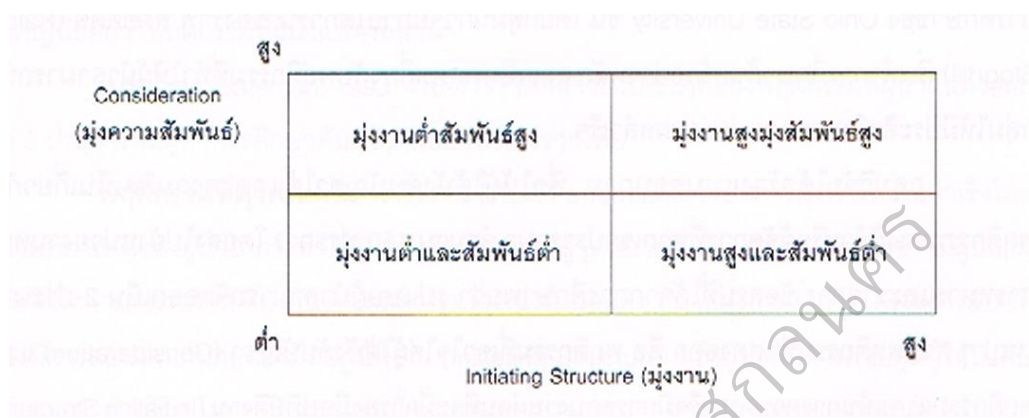 สูง
Consideration
(มุ่งความสัมพันธ์)
มุ่งงานต่ำสัมพันธ์สูง
มุ่งงานสูงมุ่งสัมพันธ์สูง
มุ่งงานต่ำและสัมพันธ์ต่ำ
มุ่งงานสูงและสัมพันธ์ต่ำ
ต่ำ
สูง
Initiating Structure (มุ่งงาน)